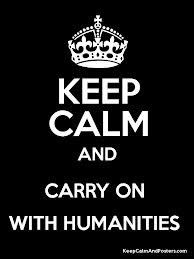 KEEP
CALM
AND
CARRY ON
WITH HUMANITIES
KeepCalmAndPosters.com